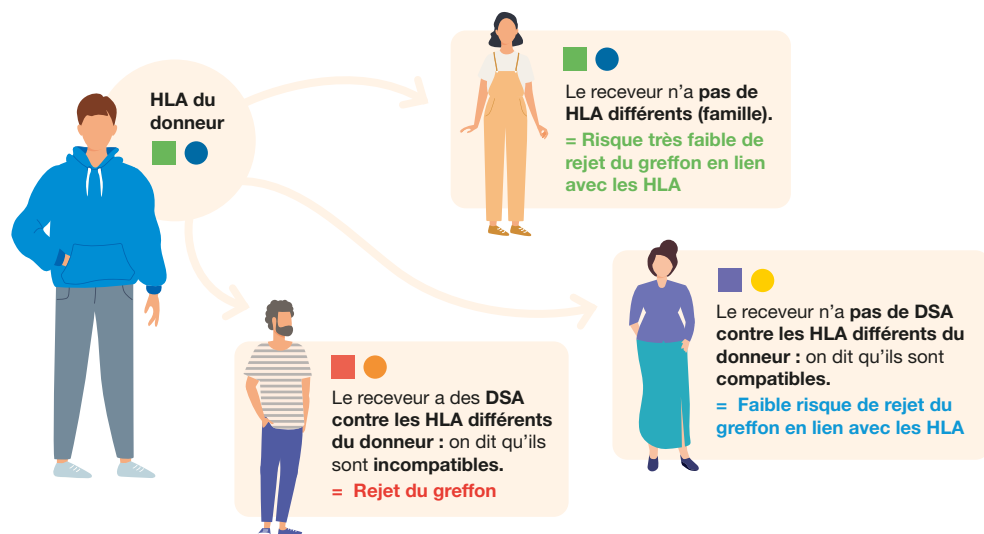 HLA du
donneur
Le receveur n'a pas de
HLA différents (famille).
= Risque très faible de
rejet du greffon en lien
avec les HLA
Le receveur n'a pas de DSA
contre les HLA différents du
donneur : on dit qu'ils sont
compatibles.
= Faible risque de rejet du
greffon en lien avec les HLA
Le receveur a des DSA
contre les HLA différents
du donneur : on dit qu'ils
sont incompatibles.
= Rejet du greffon